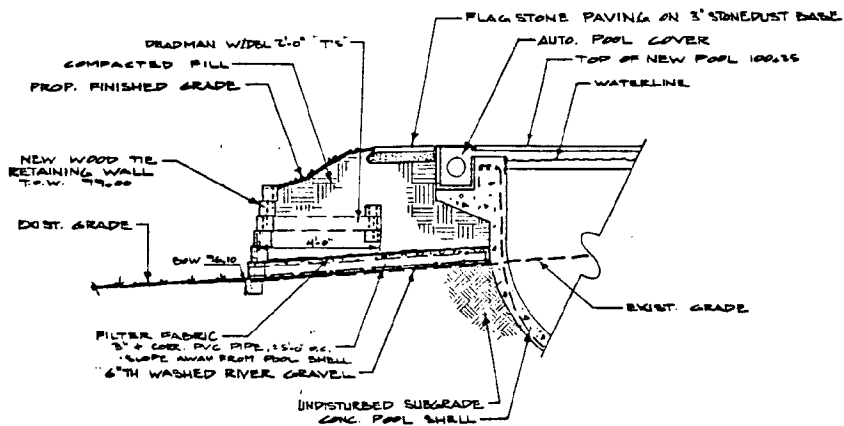 FLAGSTONE PAVING ON 3" STONEDUST BASE
DEADMAN W/DBL 2'-0" "T'S"
AUTO. POOL COVER
COMPACTED FILL
TOP OF NEW POOL 100.35
PROP. FINISHED GRADE
WATERLINE
NEW WOOD TIE
RETAINING WALL
T.O.W. 99.00
EXIST. GRADE
4'-0"
BOW 96.10
EXIST. GRADE
FILTER FABRIC
3" CORR. PVC PIPE, O.C.
SLOPE AWAY FROM POOL SHELL
6" TH WASHED RIVER GRAVEL
UNDISTURBED SUBGRADE
CONC. POOL SHELL